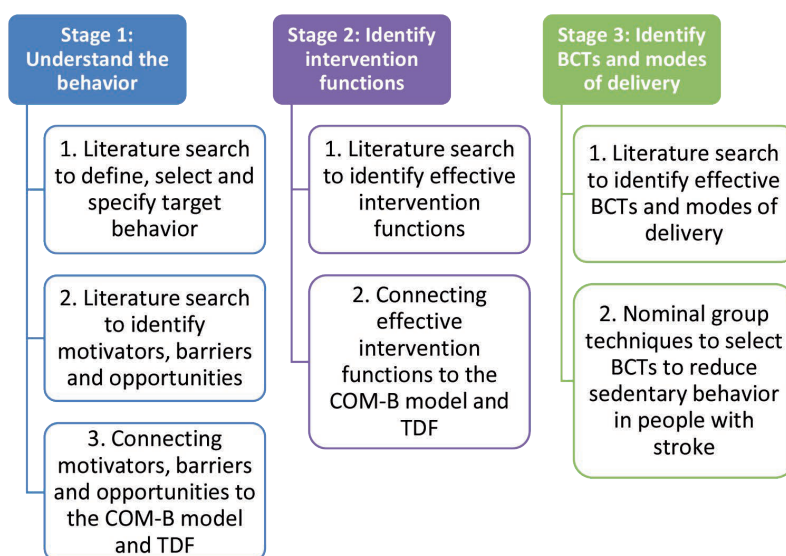 Stage 1:
Understand the
behavior
1. Literature search
to define, select and
specify target
behavior
2. Literature search
to identify
motivators, barriers
and opportunities
3. Connecting
motivators, barriers
and opportunities to
the COM-B model
and TDF
Stage 2: Identify
intervention
functions
1. Literature search
to identify effective
intervention
functions
2. Connecting
effective
intervention
functions to the
COM-B model and
TDF
Stage 3: Identify
BCTs and modes
of delivery
1. Literature search
to identify effective
BCTs and modes of
delivery
2. Nominal group
techniques to select
BCTs to reduce
sedentary behavior
in people with
stroke